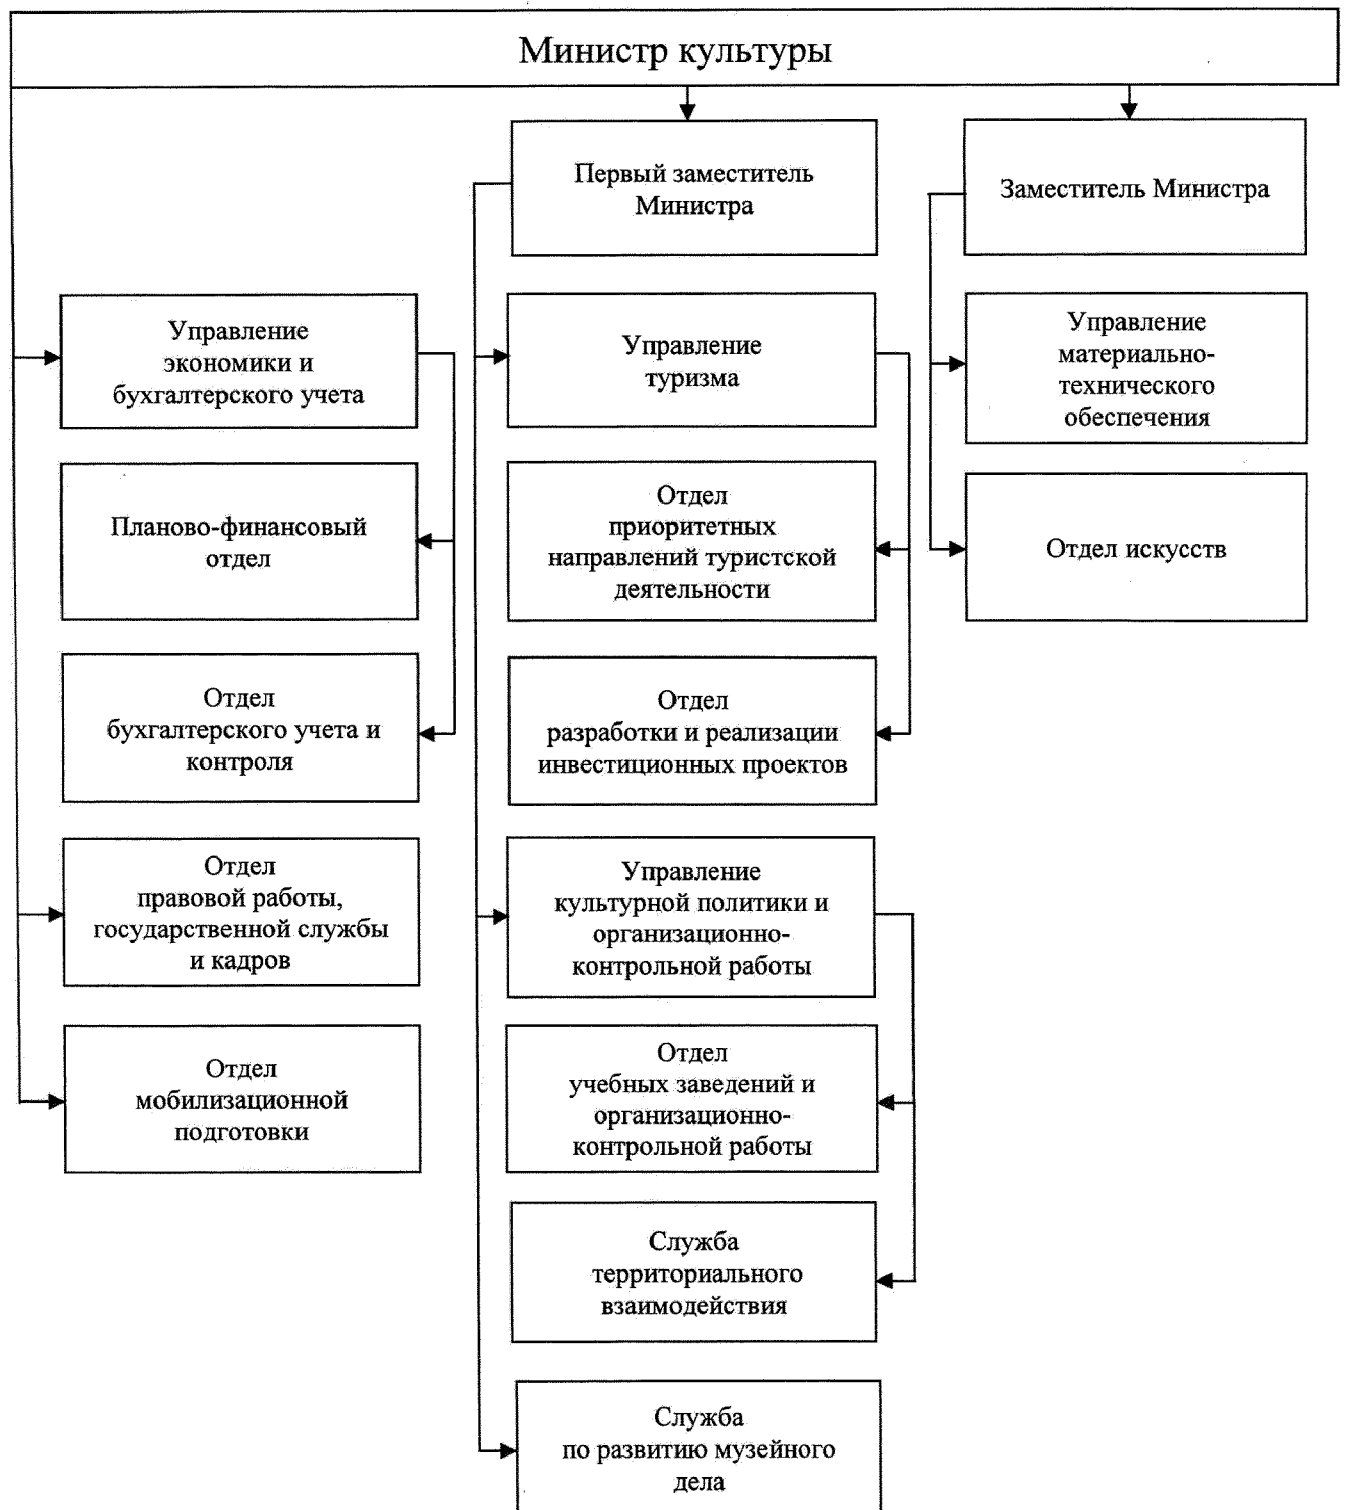 Министр культуры
Первый заместитель
Министра
Заместитель Министра
Управление
экономики и
бухгалтерского учета
Управление
туризма
Управление
материально-
технического
обеспечения
Планово-финансовый
отдел
Отдел
приоритетных
направлений туристской
деятельности
Отдел искусств
Отдел
бухгалтерского учета и
контроля
Отдел
разработки и реализации
инвестиционных проектов
Отдел
правовой работы,
государственной службы
и кадров
Управление
культурной политики и
организационно-
контрольной работы
Отдел
мобилизационной
подготовки
Отдел
учебных заведений и
организационно-
контрольной работы
Служба
территориального
взаимодействия
Служба
по развитию музейного
дела